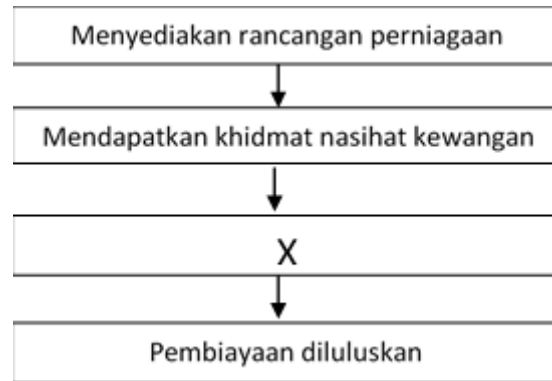 Menyediakan rancangan perniagaan
Mendapatkan khidmat nasihat kewangan
X
Pembiayaan diluluskan